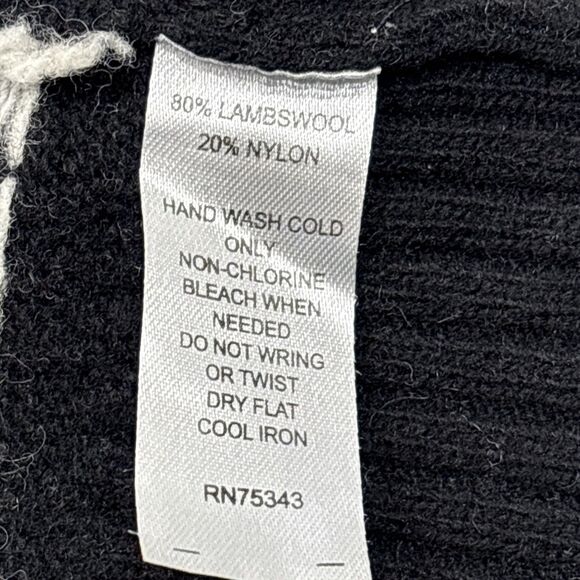 80% LAMBSWOOL
20% NYLON
HAND WASH COLD
ONLY
NON-CHLORINE
BLEACH WHEN
NEEDED
DO NOT WRING
OR TWIST
DRY FLAT
COOL IRON
RN75343